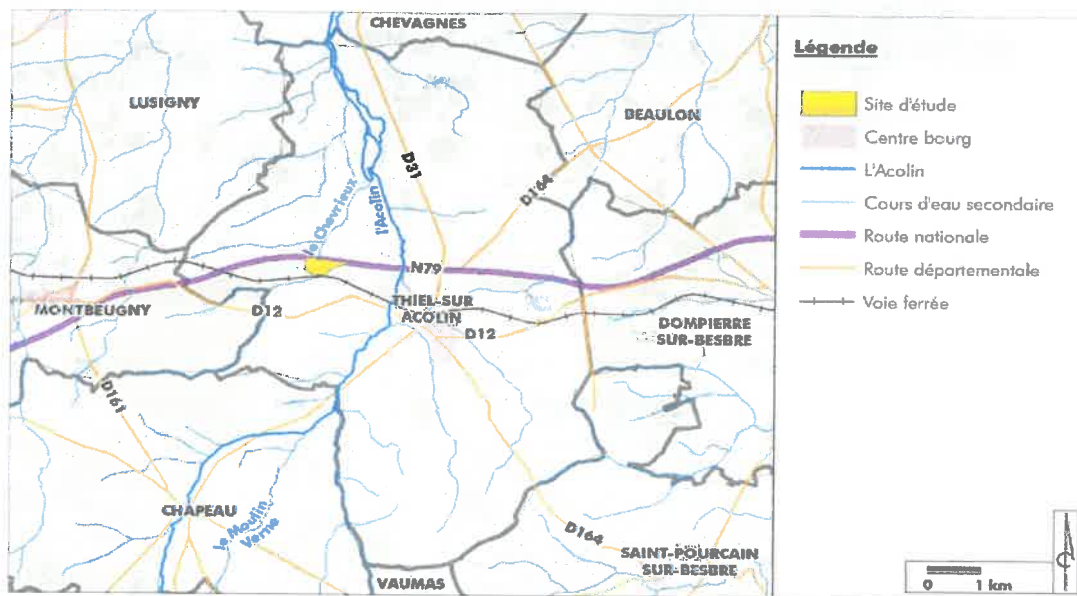 CHEVAGNES
LUSIGNY
BEAULON
D31
D164
le Chevrieux
l'Acolin
N79
MONTBEUGNY
D12
THIEL-SUR
ACOLIN
D12
DOMPIERRE
SUR-BESBRE
D161
CHAPEAU
le Moulin
Verne
D164
SAINT-POURCAIN
SUR-BESBRE
VAUMAS
Légende
Site d'étude
Centre bourg
L'Acolin
Cours d'eau secondaire
Route nationale
Route départementale
Voie ferrée
0 1 km